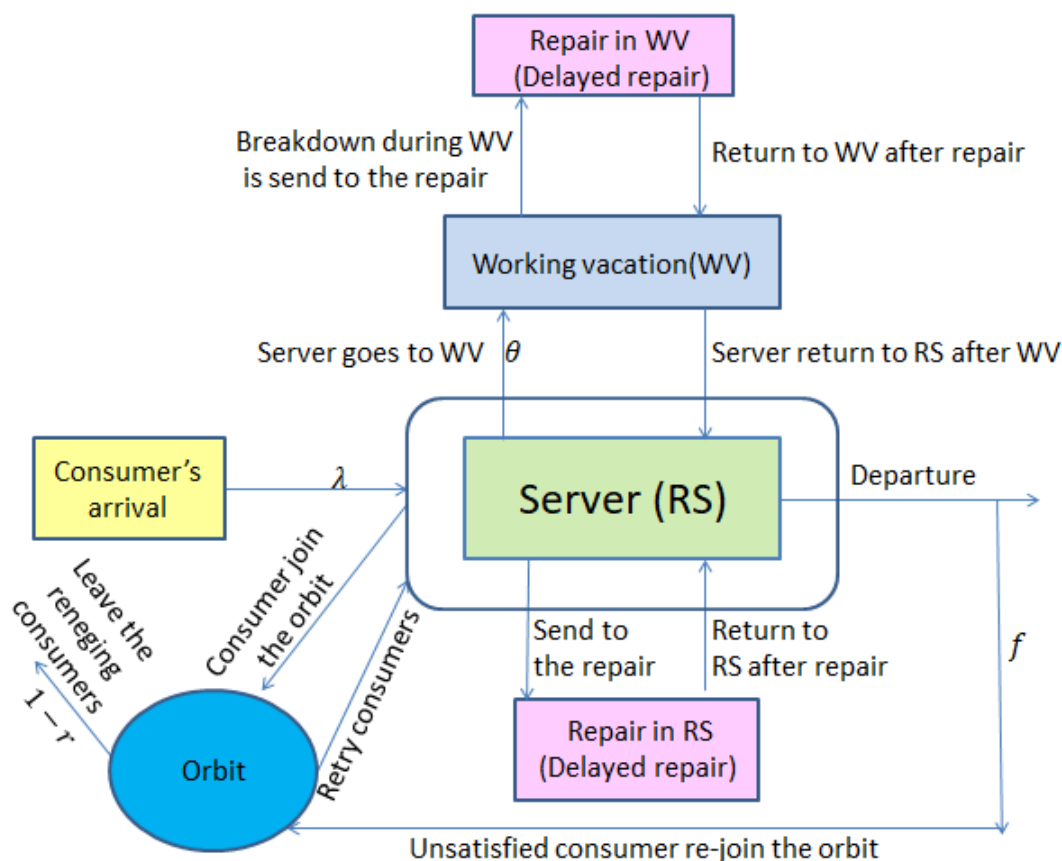 Repair in WV
(Delayed repair)
Breakdown during WV
is send to the repair
Return to WV after repair
Working vacation(WV)
Server goes to WV
θ
Server return to RS after WV
Consumer's
arrival
λ
Server (RS)
Departure
Leave the
reneging
consumers
1 − r
Consumer join
the orbit
Retry consumers
Send to
the repair
Return to
RS after repair
f
Orbit
Repair in RS
(Delayed repair)
Unsatisfied consumer re-join the orbit